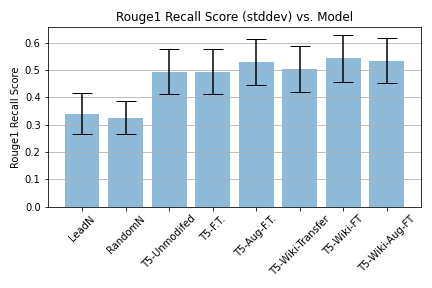 Rouge1 Recall Score (stddev) vs. Model
Rouge1 Recall Score
0.6
0.5
0.4
0.3
0.2
0.1
0.0
LeadN
RandomN
T5-Unmodifed
T5-F.T.
T5-Aug-F.T.
T5-Wiki-Transfer
T5-Wiki-FT
T5-Wiki-Aug-FT